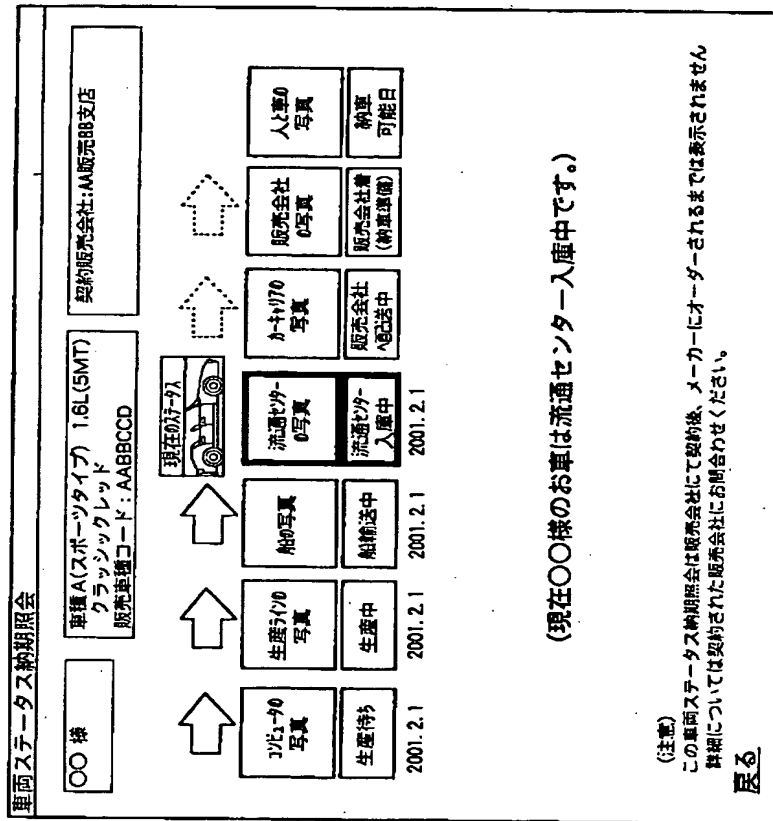 車両ステータス納期照会
○○ 様
車種A(スポーツタイプ) 1.6L(5MT)
クラッシックレッド
販売車種コード:AABBCCD
契約販売会社:AA販売BB支店
現在のステータス
コンピュータの
写真
生産ラインの
写真
船の写真
流通センター
の写真
カーキャリアの
写真
販売会社
の写真
人と車の
写真
生産待ち
生産中
船輸送中
流通センター
入庫中
販売会社
へ配送中
販売会社着
(納車準備)
納車
可能日
2001.2.1
2001.2.1
2001.2.1
2001.2.1
(現在○○様のお車は流通センター入庫中です。)
(注意)
この車両ステータス納期照会は販売会社にて契約後、メーカーにオーダーされるまでは表示されません
詳細については契約された販売会社にお問合わせください。
戻る